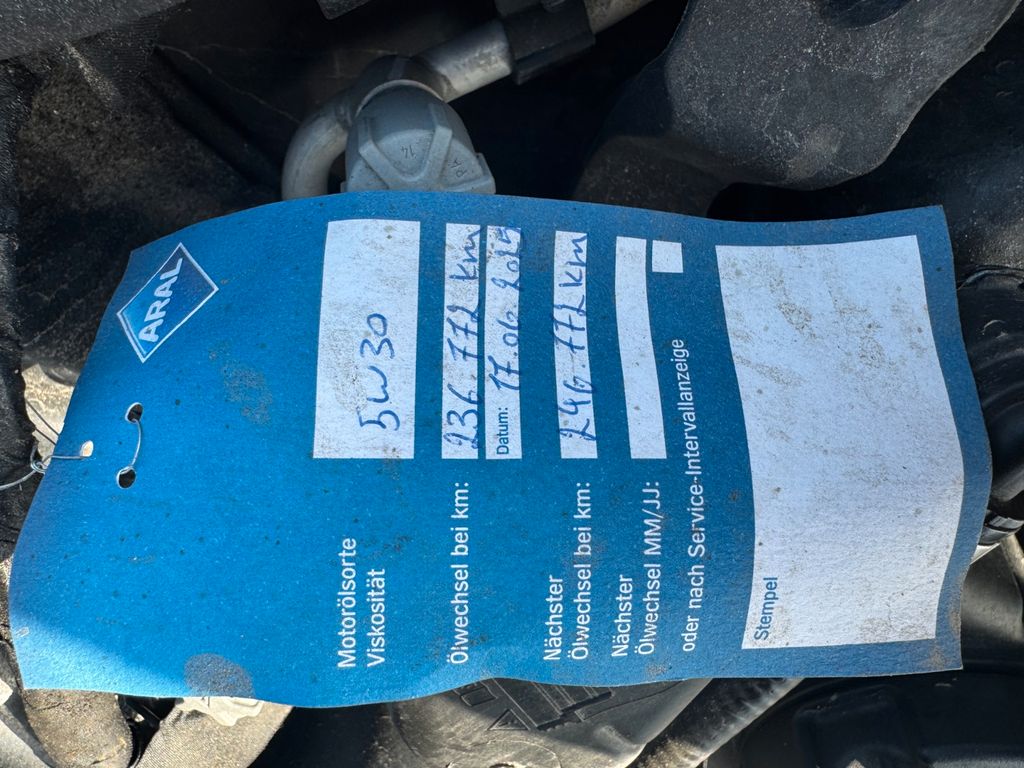 ARAL
Motorölsorte
Viskosität
5W30
Ölwechsel bei km: 236.772 km
Datum: 17.06.2025
Nächster
Ölwechsel bei km: 246.772 km
Nächster
Ölwechsel MM/JJ:
oder nach Service-Intervallanzeige
Stempel